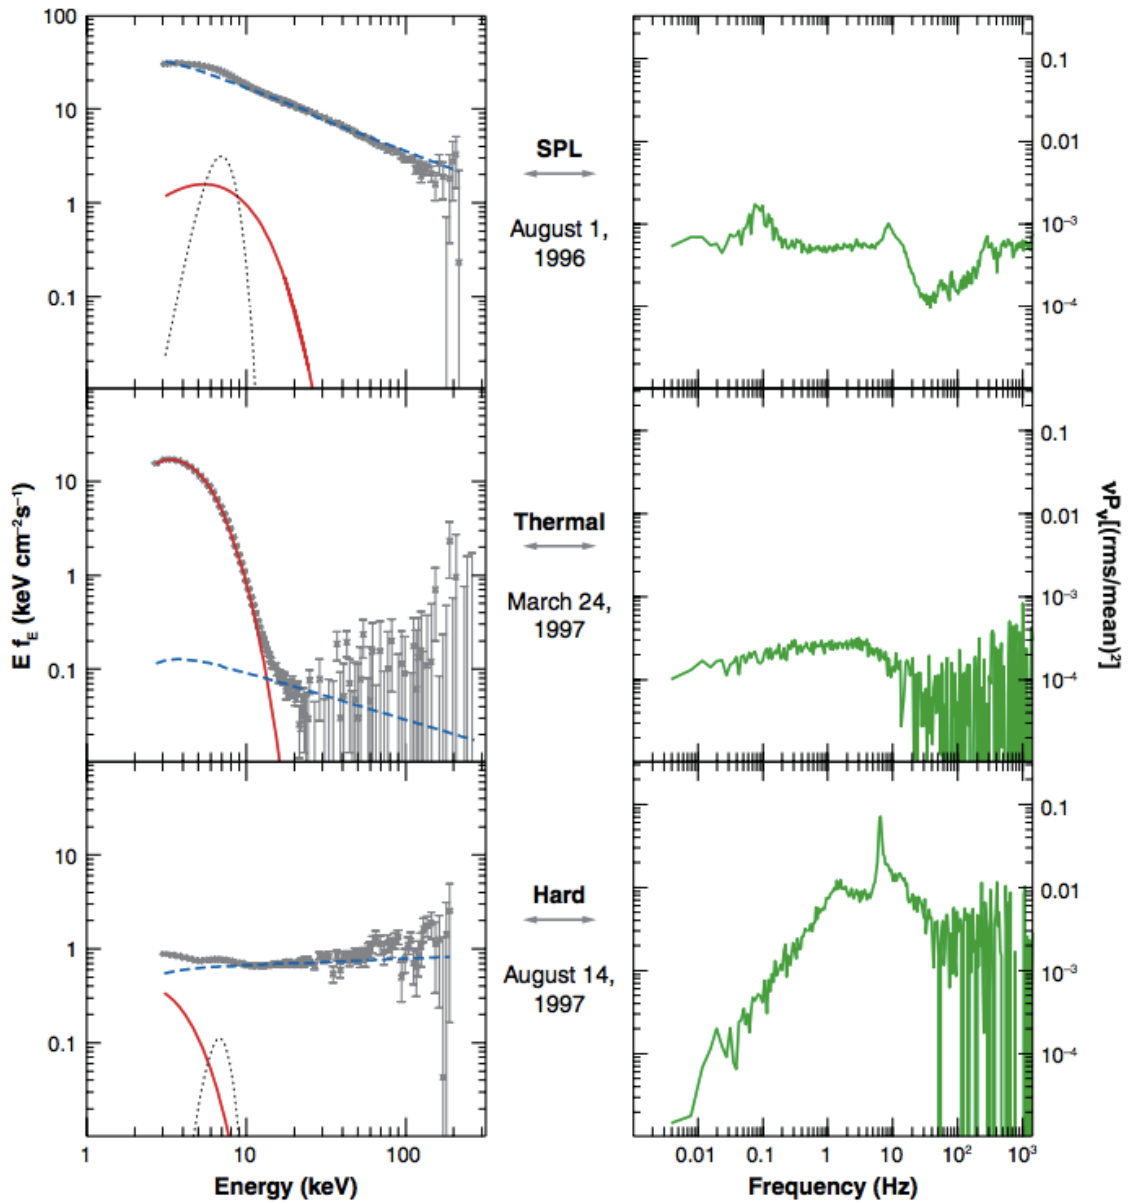 100
10
1
0.1
SPL
August 1,
1996
0.1
0.01
10⁻³
10⁻⁴
10
1
0.1
Thermal
March 24,
1997
0.1
0.01
10⁻³
10⁻⁴
E f_E (keV cm⁻²s⁻¹)
νP_ν[(rms/mean)²]
10
1
0.1
Hard
August 14,
1997
0.1
0.01
10⁻³
10⁻⁴
1 10 100
Energy (keV)
0.01 0.1 1 10 10² 10³
Frequency (Hz)